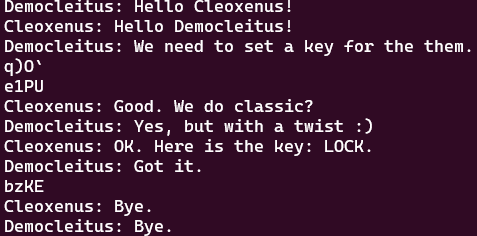 Democleitus: Hello Cleoxenus!
Cleoxenus: Hello Democleitus!
Democleitus: We need to set a key for the them.
q)O`
e1PU
Cleoxenus: Good. We do classic?
Democleitus: Yes, but with a twist :)
Cleoxenus: OK. Here is the key: LOCK.
Democleitus: Got it.
bzKE
Cleoxenus: Bye.
Democleitus: Bye.